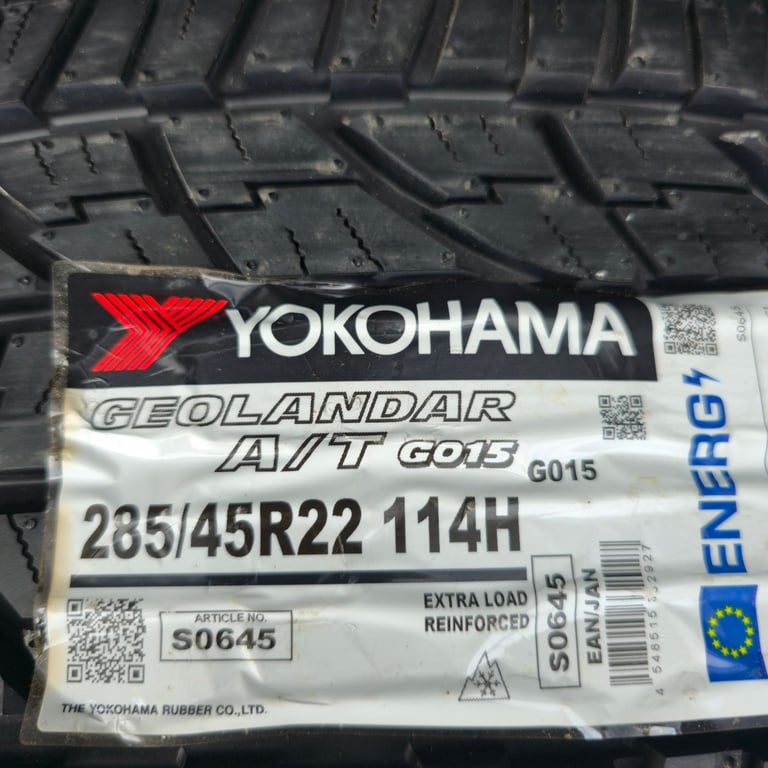 YOKOHAMA
GEOLANDAR
A/T G015
G015
285/45R22 114H
EXTRA LOAD
REINFORCED
ARTICLE NO.
S0645
THE YOKOHAMA RUBBER CO.,LTD.
S0645
EAN/JAN
S0645
ENERG